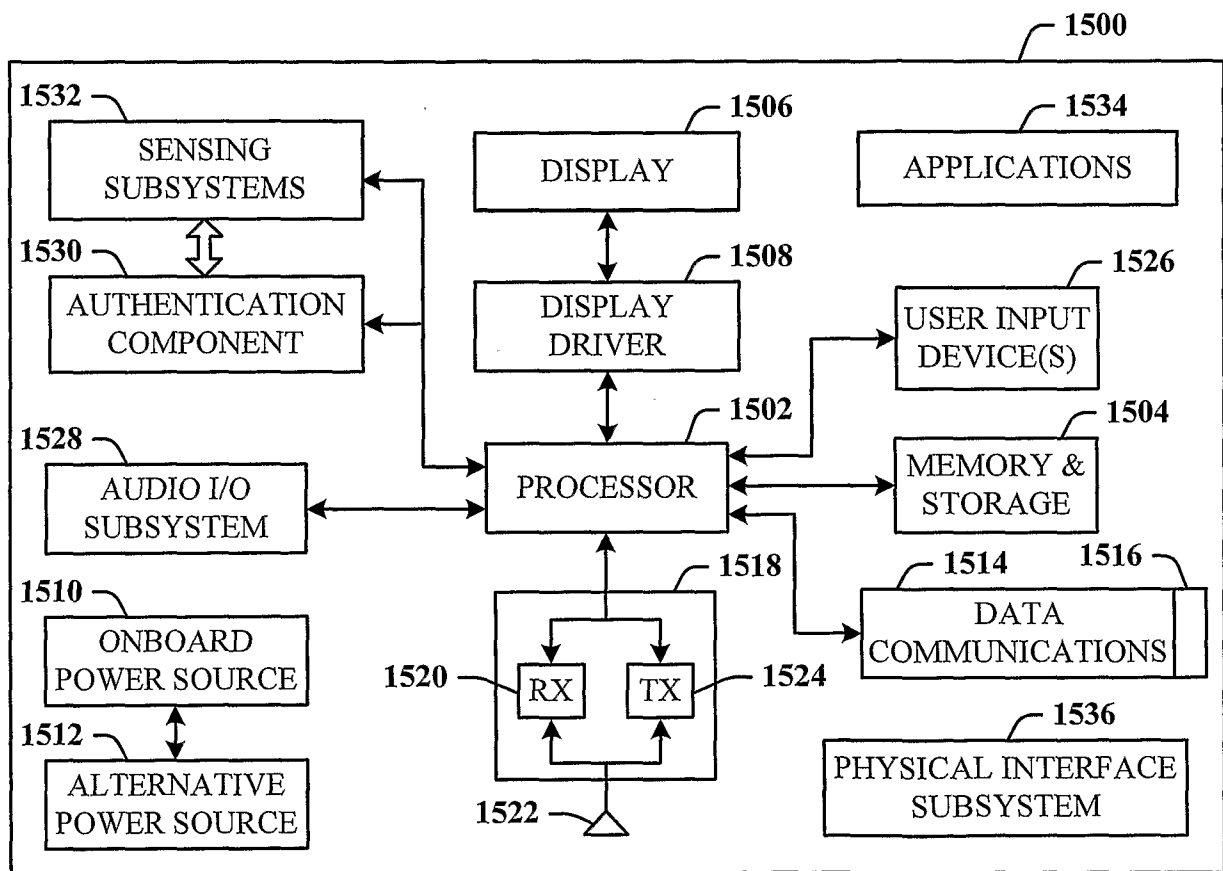 1500
1532
SENSING
SUBSYSTEMS
1506
DISPLAY
1534
APPLICATIONS
1530
AUTHENTICATION
COMPONENT
1508
DISPLAY
DRIVER
1526
USER INPUT
DEVICE(S)
1502
PROCESSOR
1504
MEMORY &
STORAGE
1528
AUDIO I/O
SUBSYSTEM
1514
1516
DATA
COMMUNICATIONS
1518
1520
RX
TX
1524
1522
1510
ONBOARD
POWER SOURCE
1512
ALTERNATIVE
POWER SOURCE
1536
PHYSICAL INTERFACE
SUBSYSTEM